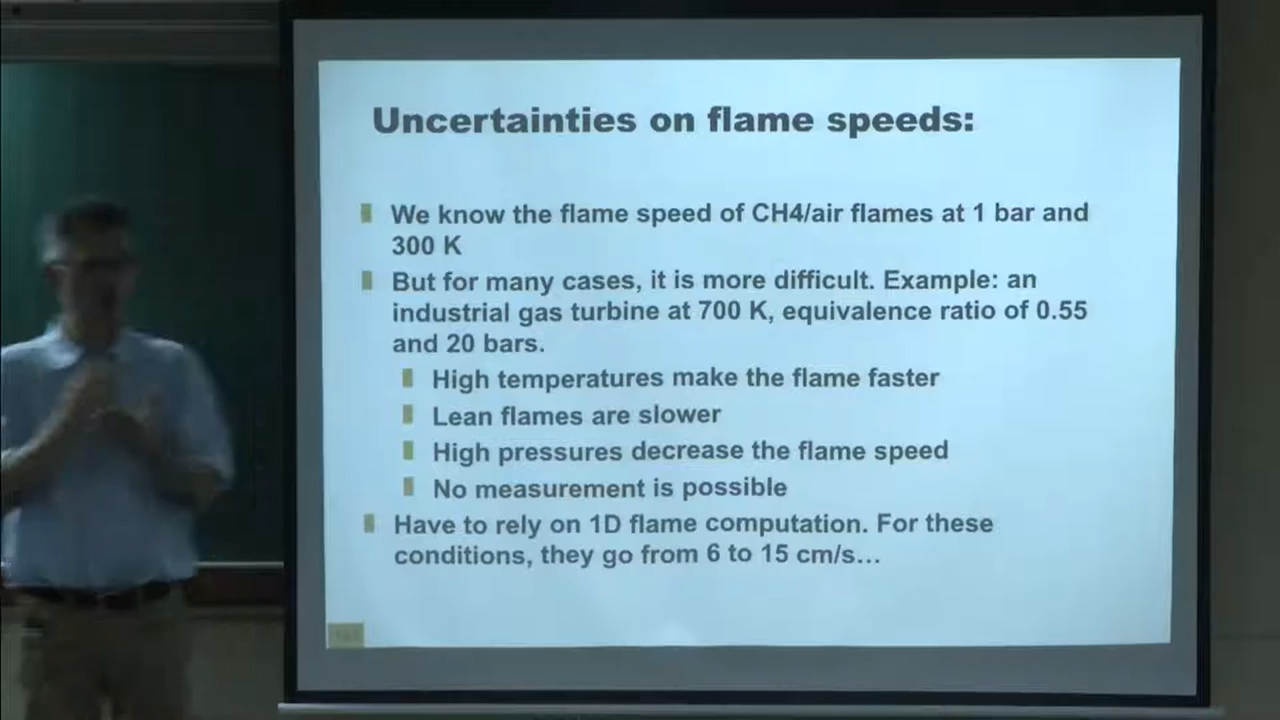 Uncertainties on flame speeds:
We know the flame speed of CH4/air flames at 1 bar and
300 K
But for many cases, it is more difficult. Example: an
industrial gas turbine at 700 K, equivalence ratio of 0.55
and 20 bars.
High temperatures make the flame faster
Lean flames are slower
High pressures decrease the flame speed
No measurement is possible
Have to rely on 1D flame computation. For these
conditions, they go from 6 to 15 cm/s…